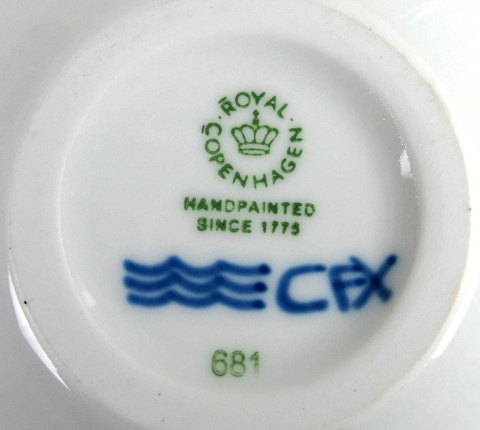 ROYAL
COPENHAGEN
HANDPAINTED
SINCE 1775
CFX
681